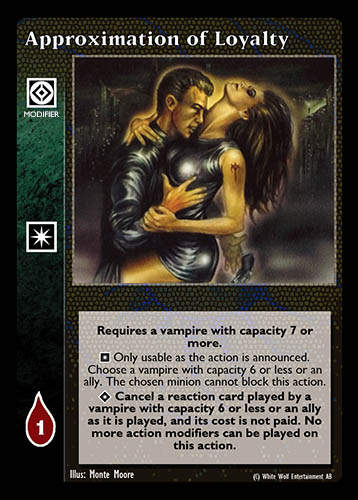 Approximation of Loyalty
MODIFIER
Requires a vampire with capacity 7 or
more.
Only usable as the action is announced.
Choose a vampire with capacity 6 or less or an
ally. The chosen minion cannot block this action.
Cancel a reaction card played by a
vampire with capacity 6 or less or an ally
as it is played, and its cost is not paid. No
more action modifiers can be played on
this action.
1
Illus: Monte Moore
(C) White Wolf Entertainment AB